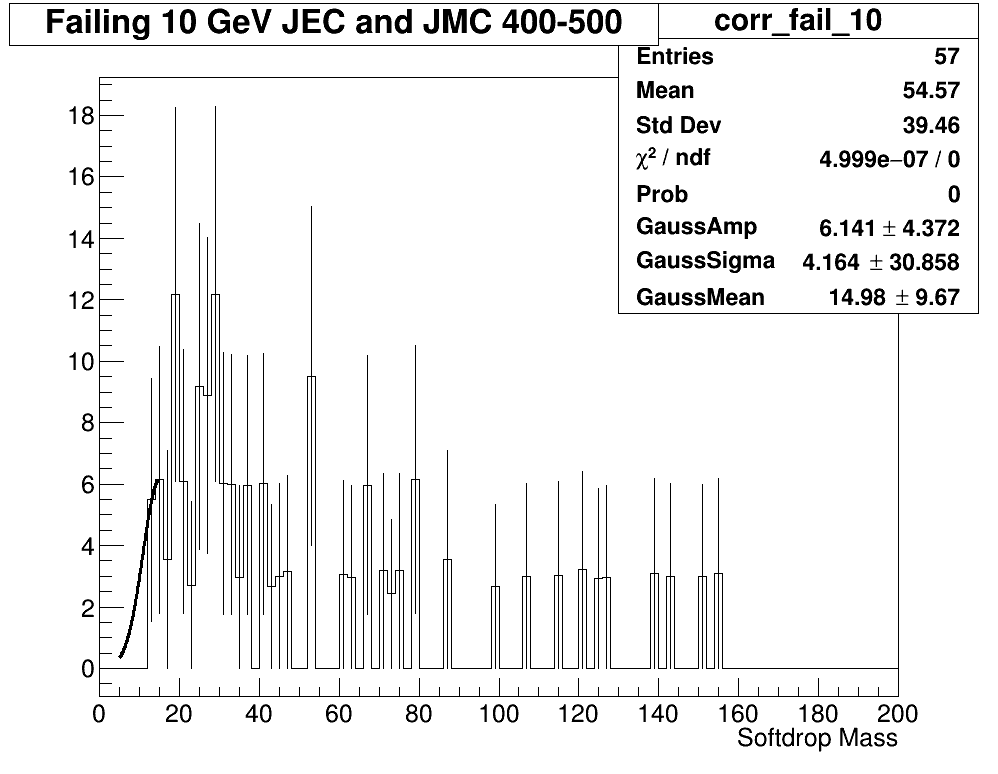 Failing 10 GeV JEC and JMC 400-500
corr_fail_10
Entries 57
Mean 54.57
Std Dev 39.46
χ² / ndf 4.999e−07 / 0
Prob 0
GaussAmp 6.141 ± 4.372
GaussSigma 4.164 ± 30.858
GaussMean 14.98 ± 9.67
18
16
14
12
10
8
6
4
2
0
0 20 40 60 80 100 120 140 160 180 200
Softdrop Mass